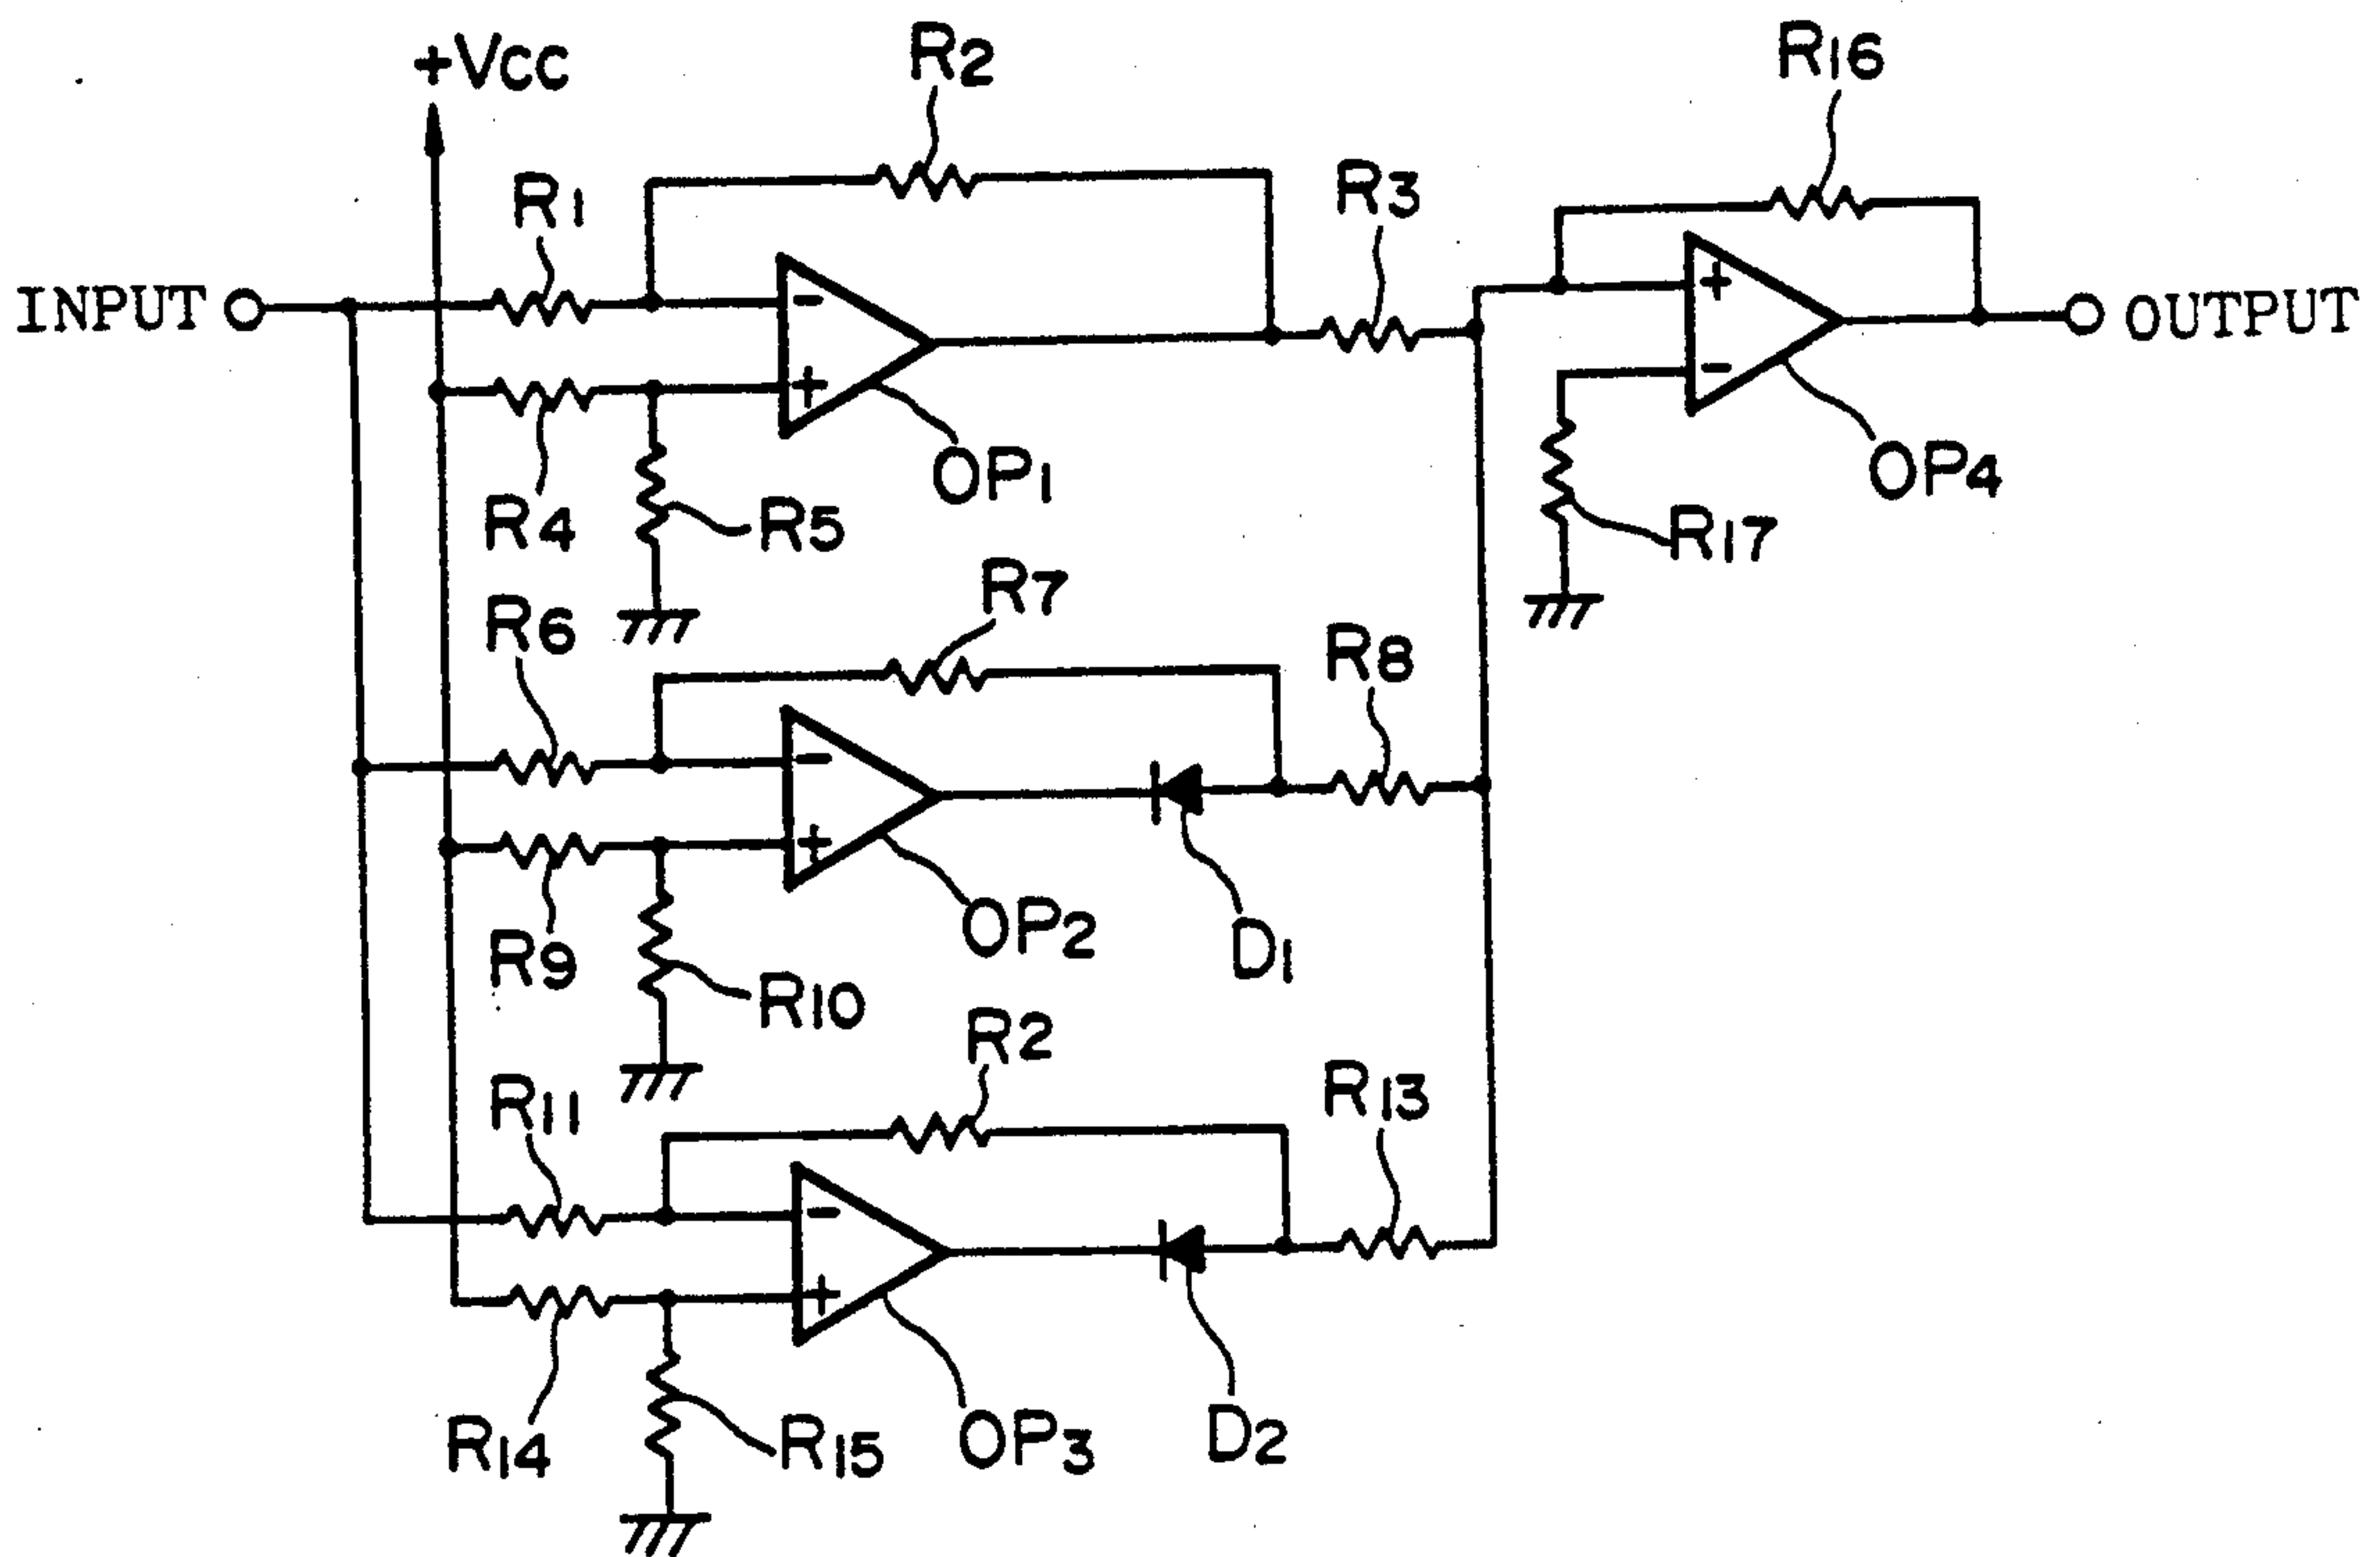 +VCC
R2
R16
R1
R3
INPUT
-
+
OUTPUT
+
-
R4
R5
OP1
OP4
R17
R6
R7
R8
-
+
R9
R10
OP2
D1
R11
R2
R13
-
+
R14
R15
OP3
D2